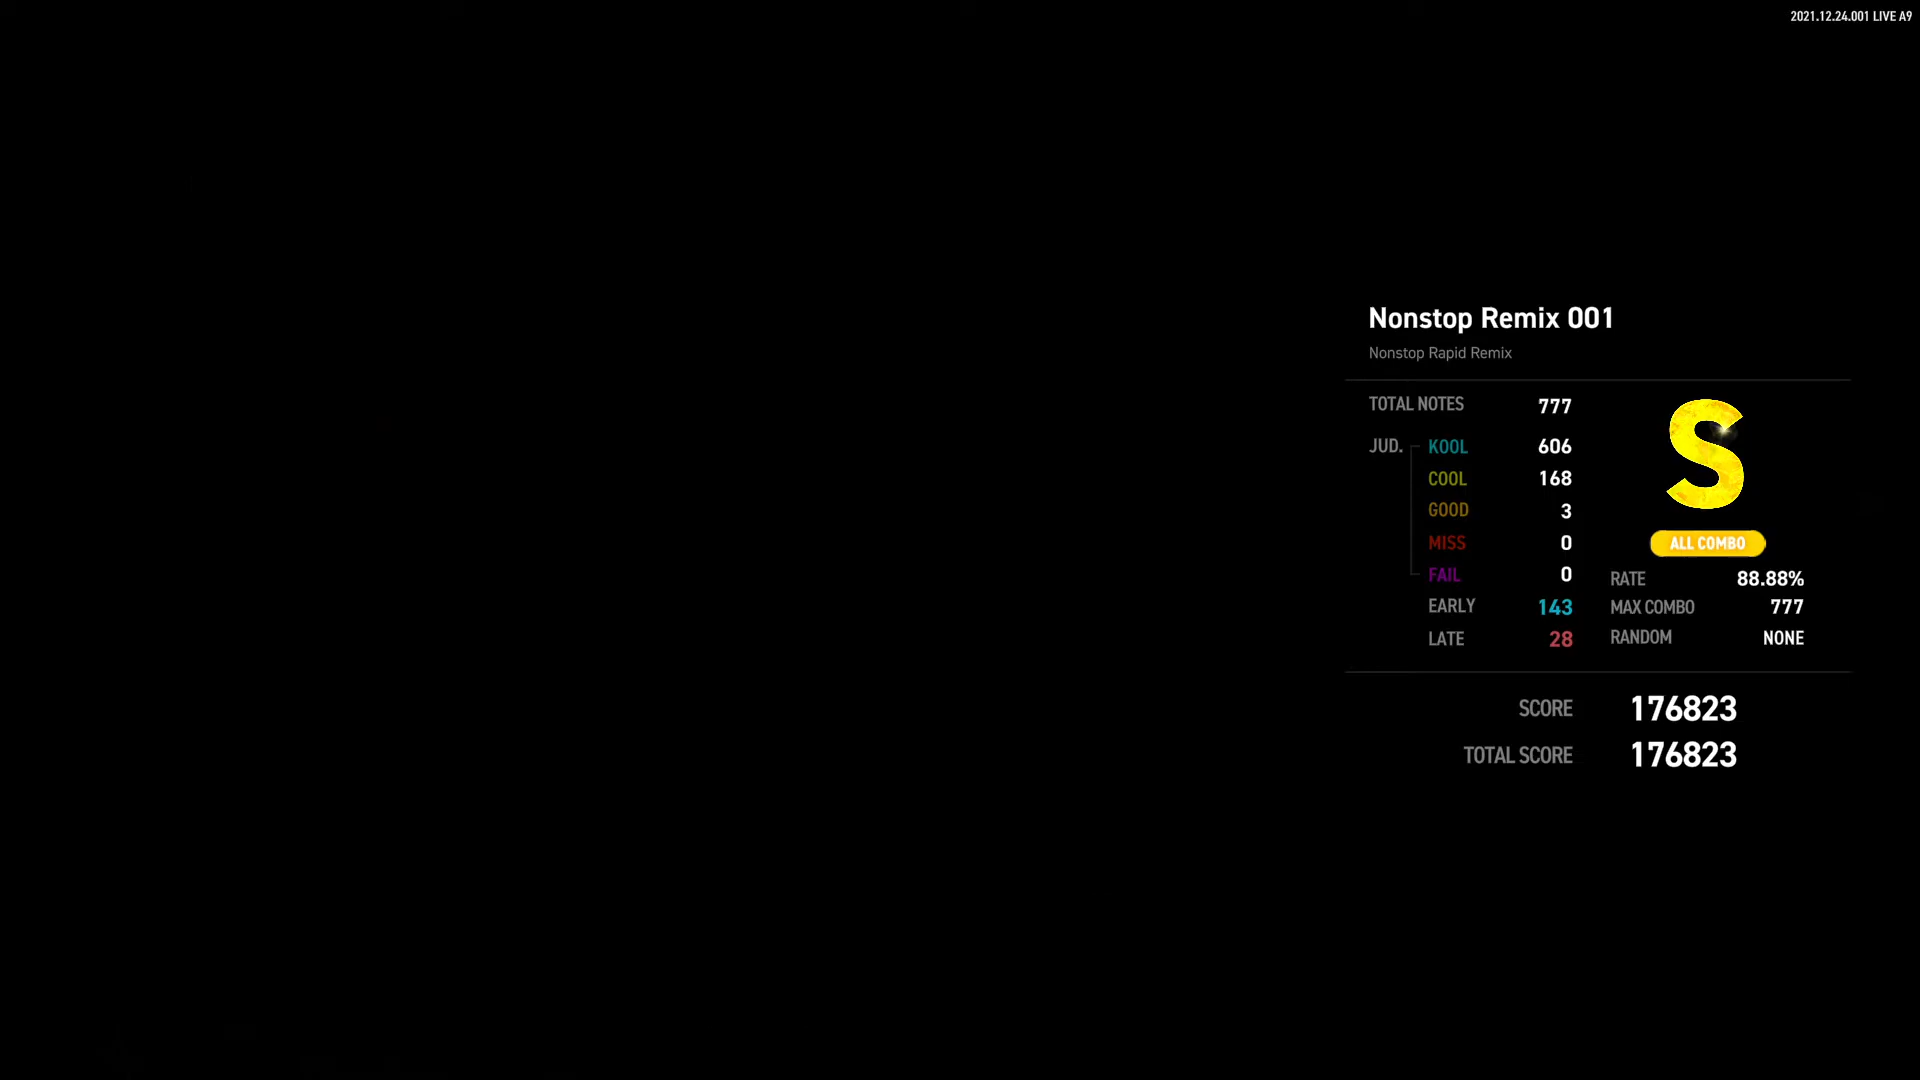 2021.12.24.001 LIVE A9
Nonstop Remix 001
Nonstop Rapid Remix
TOTAL NOTES 777
JUD. KOOL 606
COOL 168
GOOD 3
MISS 0
FAIL 0
EARLY 143
LATE 28
S
ALL COMBO
RATE 88.88%
MAX COMBO 777
RANDOM NONE
SCORE 176823
TOTAL SCORE 176823